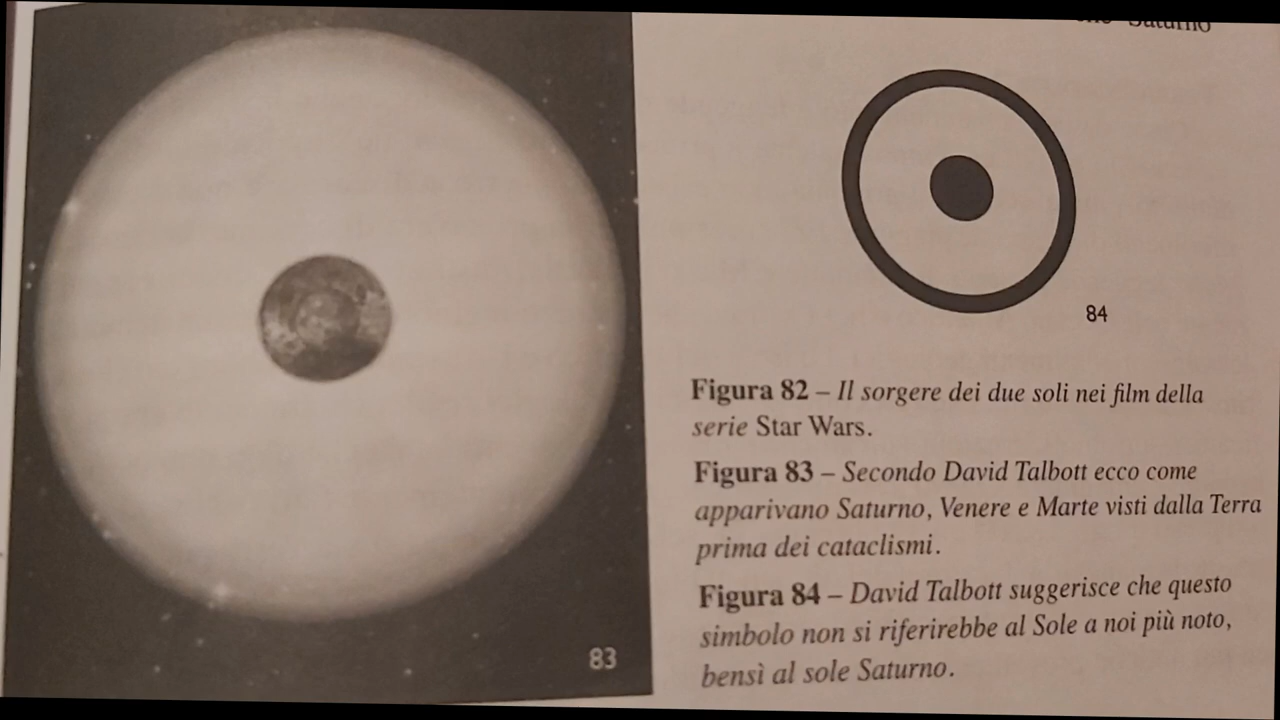 Saturno
84
Figura 82 – Il sorgere dei due soli nei film della
serie Star Wars.
Figura 83 – Secondo David Talbott ecco come
apparivano Saturno, Venere e Marte visti dalla Terra
prima dei cataclismi.
Figura 84 – David Talbott suggerisce che questo
simbolo non si riferirebbe al Sole a noi più noto,
bensì al sole Saturno.
83